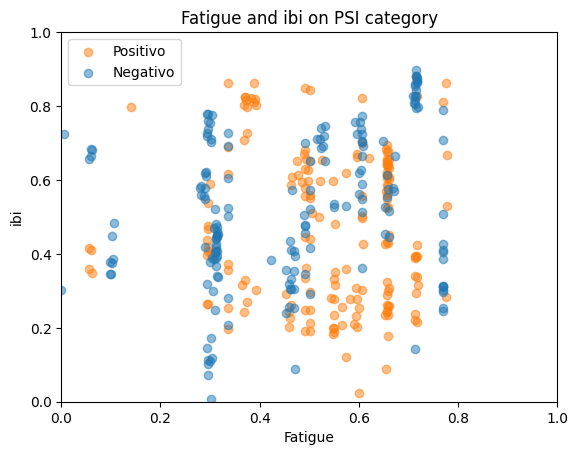 Fatigue and ibi on PSI category
Positivo
Negativo
1.0
0.8
0.6
0.4
0.2
0.0
ibi
0.0 0.2 0.4 0.6 0.8 1.0
Fatigue